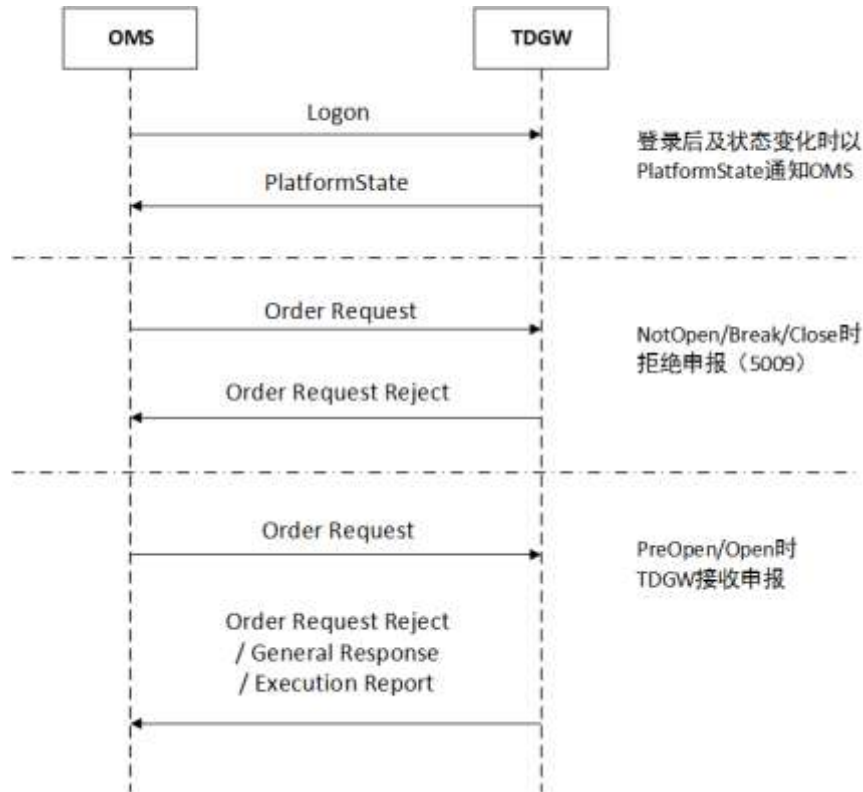 OMS
TDGW
Logon
登录后及状态变化时以
PlatformState通知OMS
PlatformState
Order Request
NotOpen/Break/Close时
拒绝申报（5009）
Order Request Reject
Order Request
PreOpen/Open时
TDGW接收申报
Order Request Reject
/ General Response
/ Execution Report